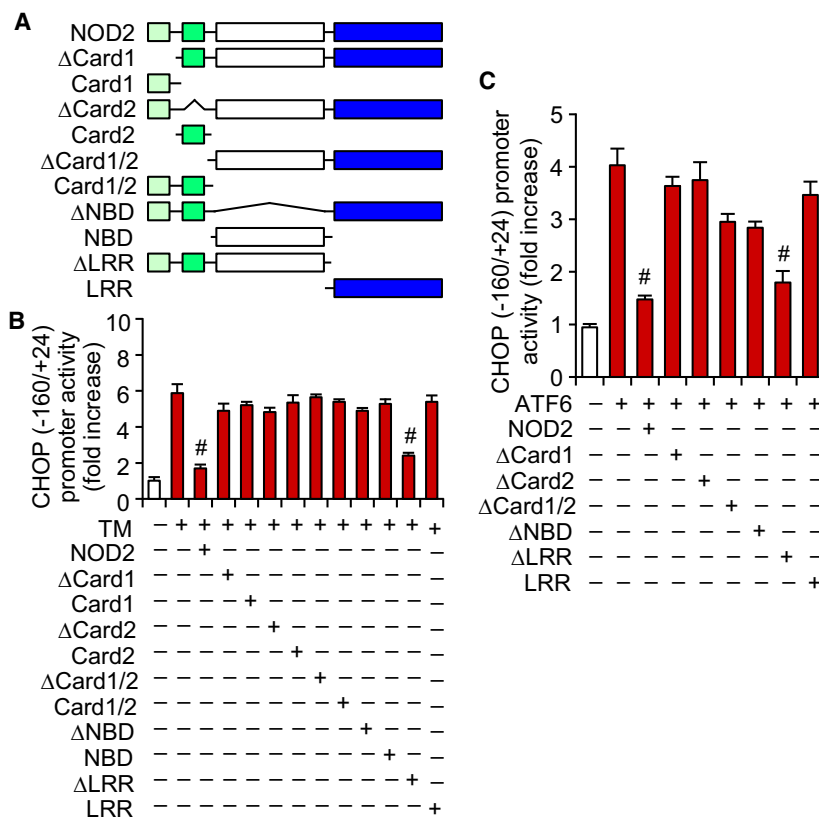 A
NOD2
ΔCard1
Card1
ΔCard2
Card2
ΔCard1/2
Card1/2
ΔNBD
NBD
ΔLRR
LRR
B
CHOP (-160/+24)
promoter activity
(fold increase)
10
8
6
4
2
0
# #
TM – + + + + + + + + + + + +
NOD2 – – + – – – – – – – – – –
ΔCard1 – – – + – – – – – – – – –
Card1 – – – – + – – – – – – – –
ΔCard2 – – – – – + – – – – – – –
Card2 – – – – – – + – – – – – –
ΔCard1/2 – – – – – – – + – – – – –
Card1/2 – – – – – – – – + – – – –
ΔNBD – – – – – – – – – + – – –
NBD – – – – – – – – – – + – –
ΔLRR – – – – – – – – – – – + –
LRR – – – – – – – – – – – – +
C
CHOP (-160/+24) promoter
activity (fold increase)
5
4
3
2
1
0
# #
ATF6 – + + + + + + + +
NOD2 – – + – – – – – –
ΔCard1 – – – + – – – – –
ΔCard2 – – – – + – – – –
ΔCard1/2 – – – – – + – – –
ΔNBD – – – – – – + – –
ΔLRR – – – – – – – + –
LRR – – – – – – – – +